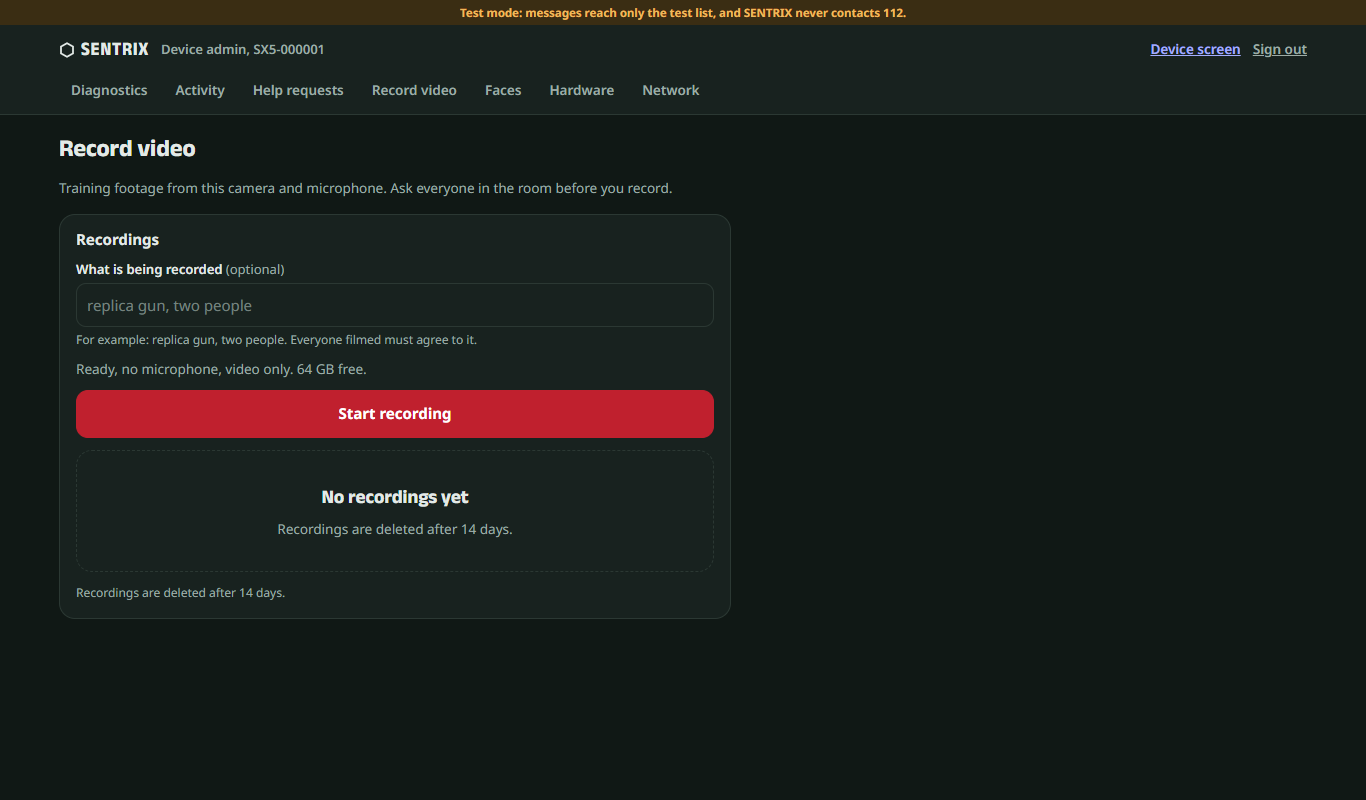 Test mode: messages reach only the test list, and SENTRIX never contacts 112.
SENTRIX Device admin, SX5-000001 Device screen Sign out
Diagnostics Activity Help requests Record video Faces Hardware Network
Record video
Training footage from this camera and microphone. Ask everyone in the room before you record.
Recordings
What is being recorded (optional)
replica gun, two people
For example: replica gun, two people. Everyone filmed must agree to it.
Ready, no microphone, video only. 64 GB free.
Start recording
No recordings yet
Recordings are deleted after 14 days.
Recordings are deleted after 14 days.